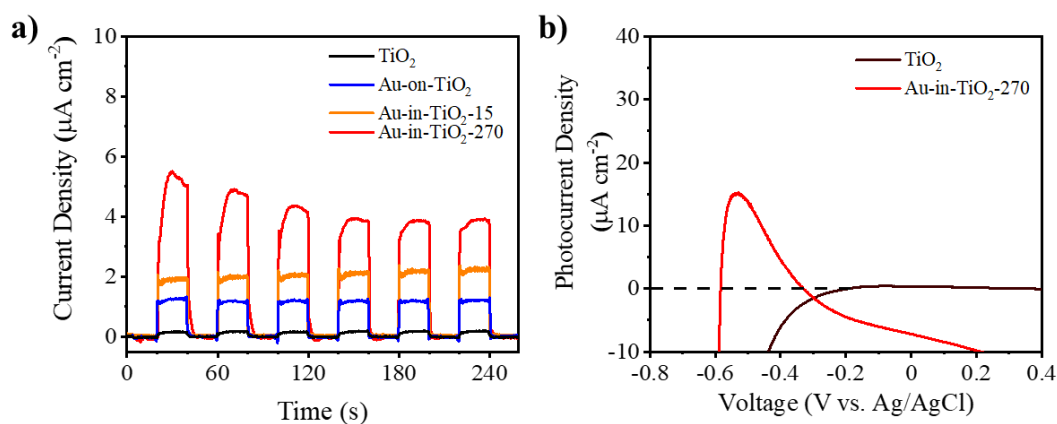 a)
Current Density (μA cm⁻²)
10
8
6
4
2
0
TiO₂
Au-on-TiO₂
Au-in-TiO₂-15
Au-in-TiO₂-270
0 60 120 180 240
Time (s)
b)
Photocurrent Density
(μA cm⁻²)
40
30
20
10
0
-10
TiO₂
Au-in-TiO₂-270
-0.8 -0.6 -0.4 -0.2 0 0.2 0.4
Voltage (V vs. Ag/AgCl)